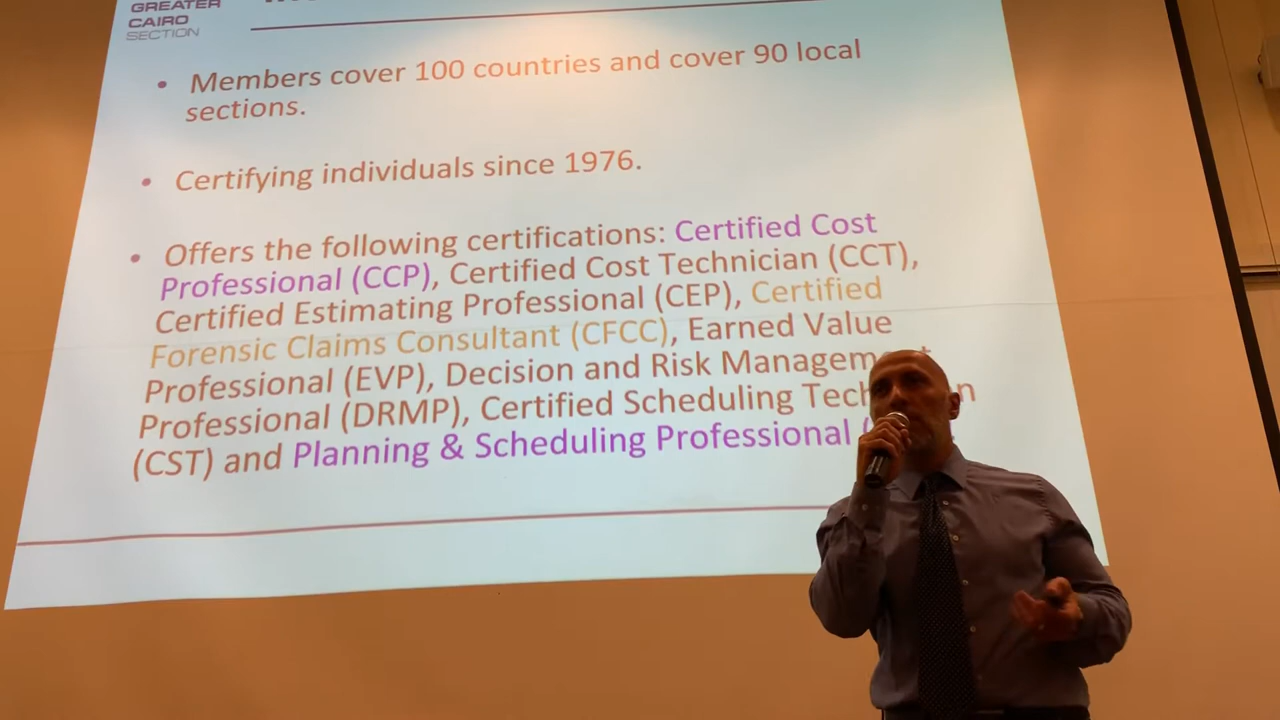 GREATER
CAIRO
SECTION
• Members cover 100 countries and cover 90 local
sections.
• Certifying individuals since 1976.
• Offers the following certifications: Certified Cost
Professional (CCP), Certified Cost Technician (CCT),
Certified Estimating Professional (CEP), Certified
Forensic Claims Consultant (CFCC), Earned Value
Professional (EVP), Decision and Risk Management
Professional (DRMP), Certified Scheduling Technician
(CST) and Planning & Scheduling Professional (